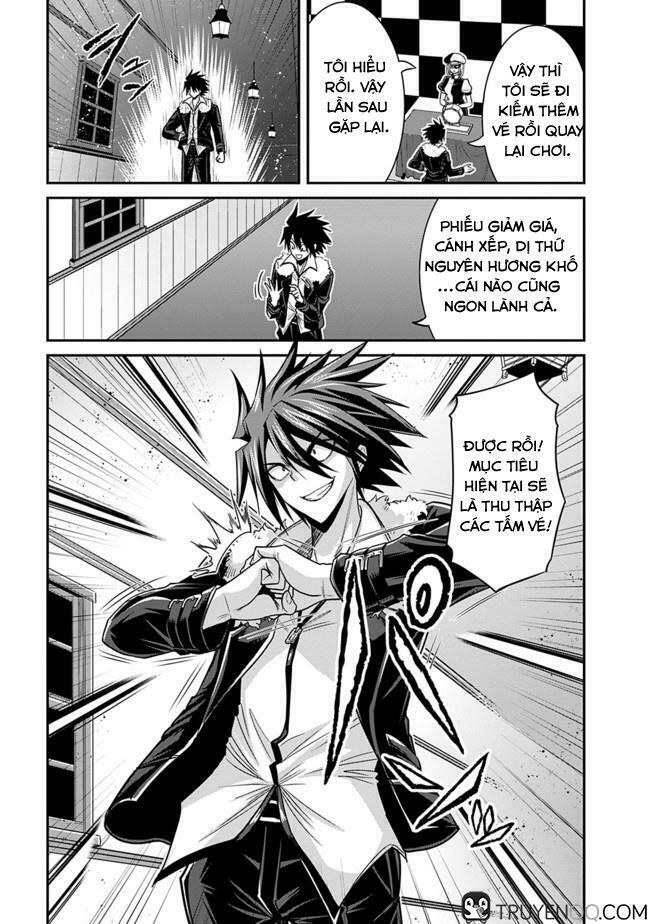 VẬY THÌ
TÔI SẼ ĐI
KIẾM THÊM
VÉ RỒI QUAY
LẠI CHƠI.
TÔI HIỂU
RỒI. VẬY
LẦN SAU
GẶP LẠI.
PHIẾU GIẢM GIÁ,
CÁNH XẾP, DỊ THỨ
NGUYÊN HƯƠNG KHỐ
...CÁI NÀO CŨNG
NGON LÀNH CẢ.
ĐƯỢC RỒI!
MỤC TIÊU
HIỆN TẠI SẼ
LÀ THU THẬP
CÁC TẤM VÉ!
TRUYENQQ.COM